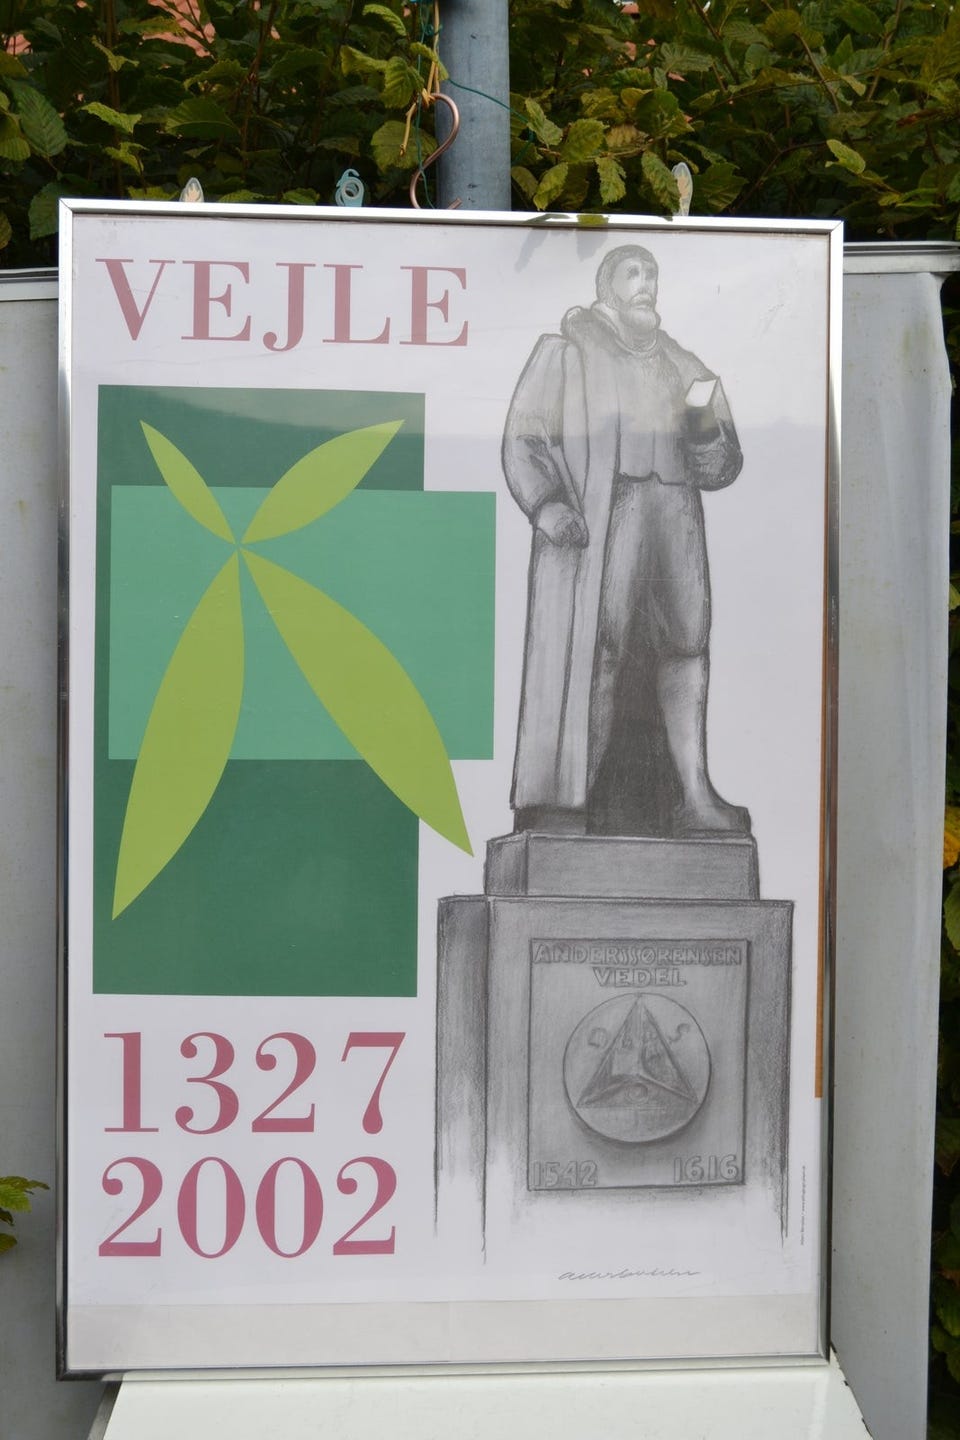 VEJLE
ANDERS SØRENSEN
VEDEL
1542 1616
1327
2002